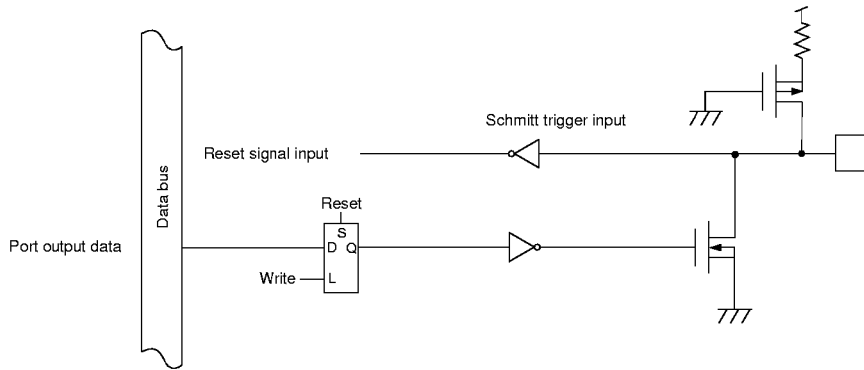 Schmitt trigger input
Reset signal input
Data bus
Reset
S
Port output data
D Q
Write
L